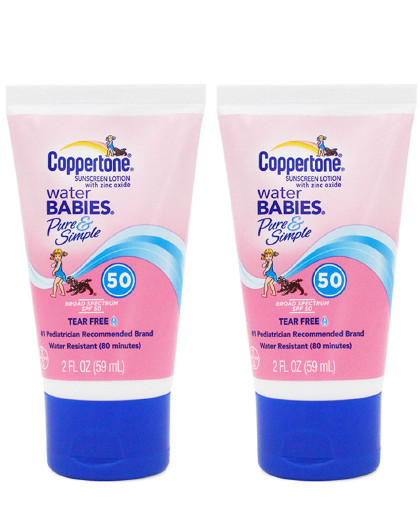 Coppertone®
SUNSCREEN LOTION
with zinc oxide
water
BABIES®
Pure &
Simple
50
BROAD SPECTRUM
SPF 50
TEAR FREE
#1 Pediatrician Recommended Brand
Water Resistant (80 minutes)
2 FL OZ (59 mL)
Coppertone®
SUNSCREEN LOTION
with zinc oxide
water
BABIES®
Pure &
Simple
50
BROAD SPECTRUM
SPF 50
TEAR FREE
#1 Pediatrician Recommended Brand
Water Resistant (80 minutes)
2 FL OZ (59 mL)